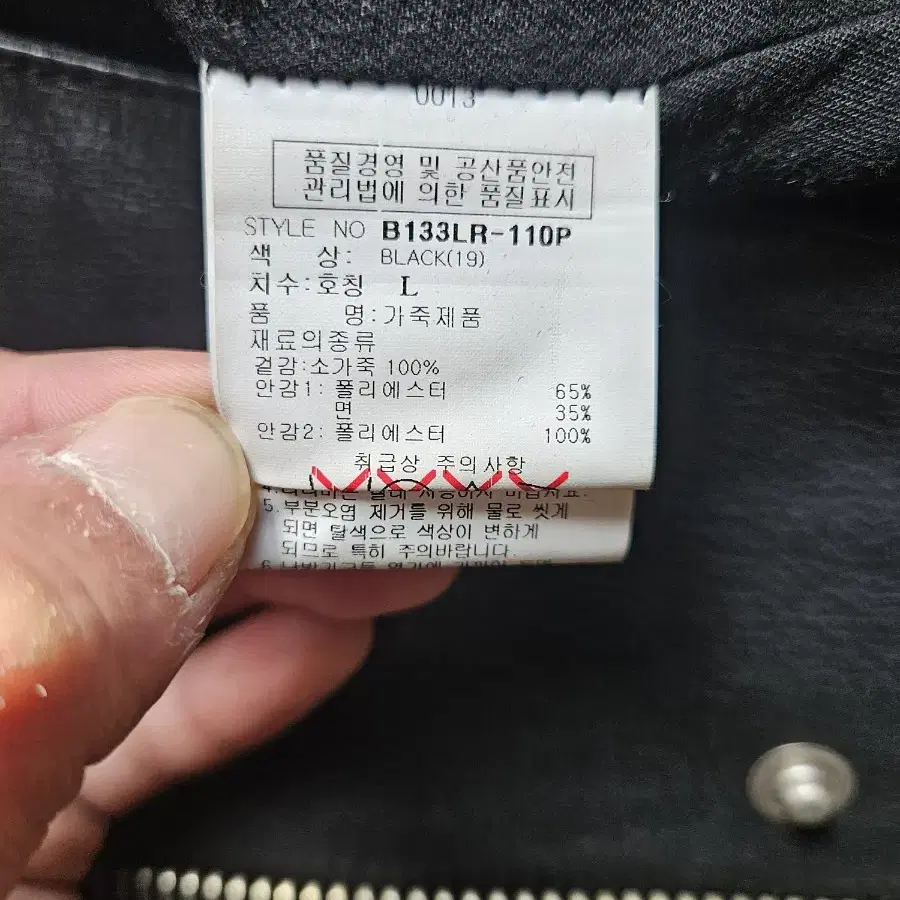 0013
품질경영 및 공산품안전
관리법에 의한 품질표시
STYLE NO B133LR-110P
색 상: BLACK(19)
치수:호칭 L
품 명:가죽제품
재료의종류
겉감:소가죽 100%
안감1: 폴리에스터 65%
면 35%
안감2: 폴리에스터 100%
취급상 주의사항
5. 부분오염 제거를 위해 물로 씻게
되면 탈색으로 색상이 변하게
되므로 특히 주의바랍니다.